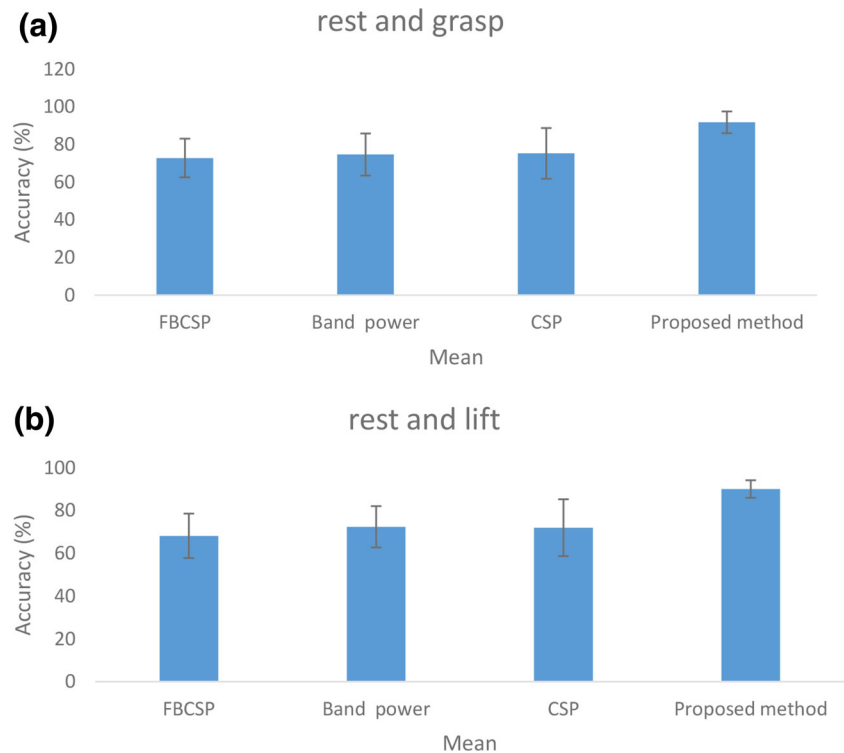 (a)
rest and grasp
120
100
80
60
40
20
0
Accuracy (%)
FBCSP Band power CSP Proposed method
Mean
(b)
rest and lift
100
80
60
40
20
0
Accuracy (%)
FBCSP Band power CSP Proposed method
Mean